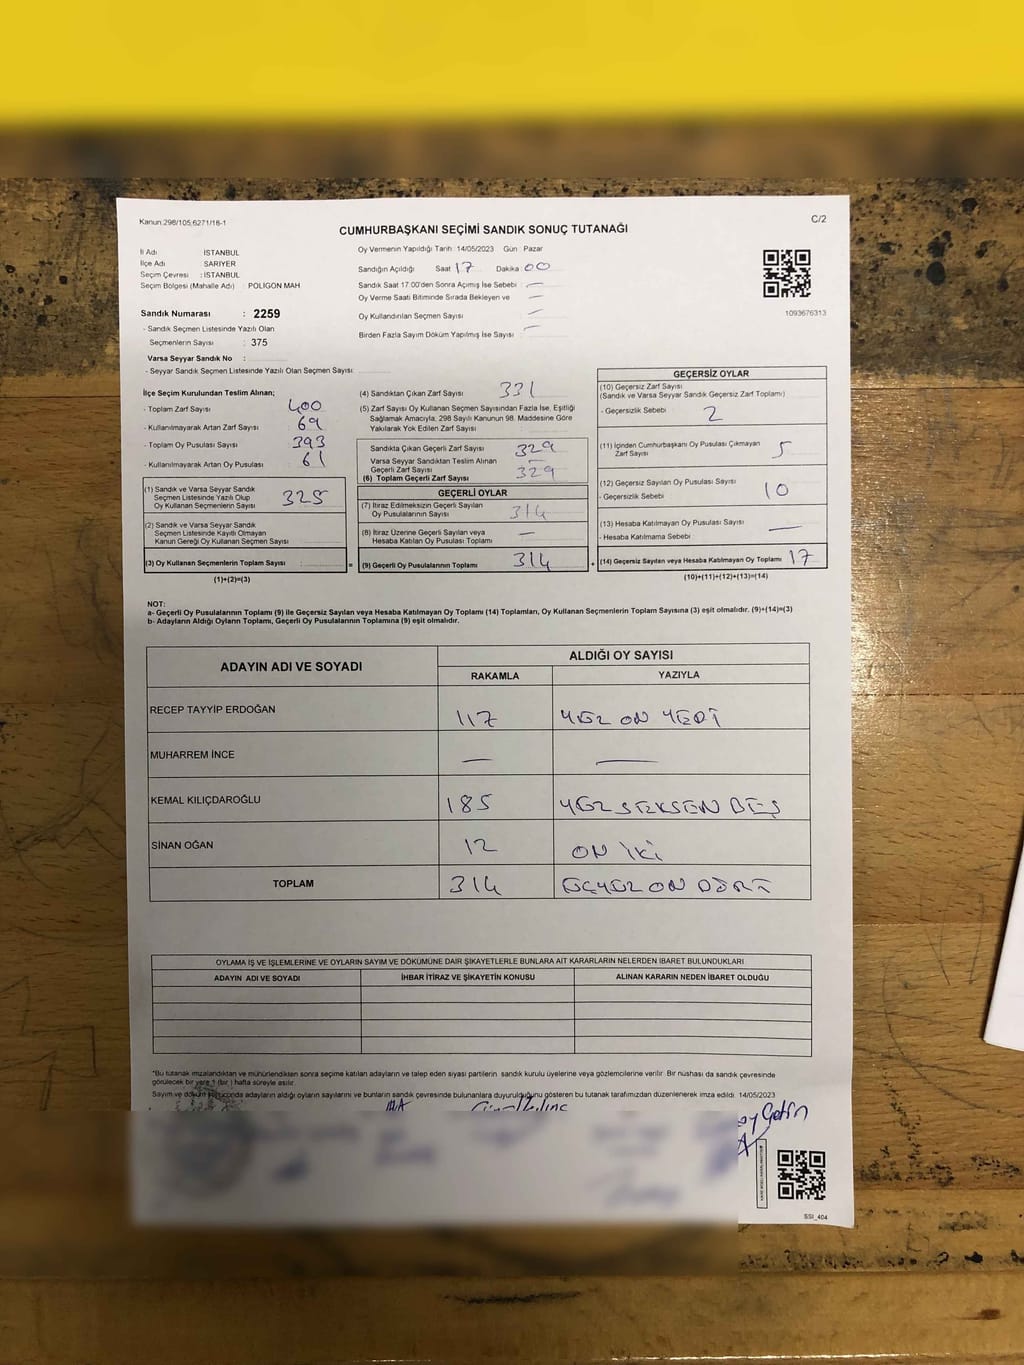 Kanun:298/105,6271/16-1
C/2
CUMHURBAŞKANI SEÇİMİ SANDIK SONUÇ TUTANAĞI
İl Adı İSTANBUL
İlçe Adı SARIYER
Seçim Çevresi : İSTANBUL
Seçim Bölgesi (Mahalle Adı) : POLİGON MAH
Oy Vermenin Yapıldığı Tarih 14/05/2023 Gün : Pazar
Sandığın Açıldığı Saat 17 Dakika 00
Sandık Saat 17:00'den Sonra Açımış İse Sebebi : —
Oy Verme Saati Bitiminde Sırada Bekleyen ve —
Oy Kullandırılan Seçmen Sayısı —
Birden Fazla Sayım Döküm Yapılmış İse Sayısı : —
1093676313
Sandık Numarası : 2259
- Sandık Seçmen Listesinde Yazılı Olan
Seçmenlerin Sayısı : 375
Varsa Seyyar Sandık No :
- Seyyar Sandık Seçmen Listesinde Yazılı Olan Seçmen Sayısı:
İlçe Seçim Kurulundan Teslim Alınan;
- Toplam Zarf Sayısı 400
- Kullanılmayarak Artan Zarf Sayısı 69
- Toplam Oy Pusulası Sayısı 393
- Kullanılmayarak Artan Oy Pusulası 61
(1) Sandık ve Varsa Seyyar Sandık
Seçmen Listesinde Yazılı Olup
Oy Kullanan Seçmenlerin Sayısı 325
(2) Sandık ve Varsa Seyyar Sandık
Seçmen Listesinde Kayıtlı Olmayan
Kanun Gereği Oy Kullanan Seçmen Sayısı
(3) Oy Kullanan Seçmenlerin Toplam Sayısı :
(1)+(2)=(3)
(4) Sandıktan Çıkan Zarf Sayısı 331
(5) Zarf Sayısı Oy Kullanan Seçmen Sayısından Fazla İse, Eşitliği
Sağlamak Amacıyla, 298 Sayılı Kanunun 98. Maddesine Göre
Yakılarak Yok Edilen Zarf Sayısı :
Sandıkta Çıkan Geçerli Zarf Sayısı 329
Varsa Seyyar Sandıktan Teslim Alınan
Geçerli Zarf Sayısı —
(6) Toplam Geçerli Zarf Sayısı 329
GEÇERLİ OYLAR
(7) İtiraz Edilmeksizin Geçerli Sayılan
Oy Pusulalarının Sayısı 314
(8) İtiraz Üzerine Geçerli Sayılan veya
Hesaba Katılan Oy Pusulası Toplamı —
(9) Geçerli Oy Pusulalarının Toplamı 314
GEÇERSİZ OYLAR
(10) Geçersiz Zarf Sayısı
(Sandık ve Varsa Seyyar Sandık Geçersiz Zarf Toplamı)
- Geçersizlik Sebebi 2
(11) İçinden Cumhurbaşkanı Oy Pusulası Çıkmayan
Zarf Sayısı 5
(12) Geçersiz Sayılan Oy Pusulası Sayısı
- Geçersizlik Sebebi 10
(13) Hesaba Katılmayan Oy Pusulası Sayısı —
- Hesaba Katılmama Sebebi
(14) Geçersiz Sayılan veya Hesaba Katılmayan Oy Toplamı 17
(10)+(11)+(12)+(13)=(14)
NOT:
a- Geçerli Oy Pusulalarının Toplamı (9) ile Geçersiz Sayılan veya Hesaba Katılmayan Oy Toplamı (14) Toplamları, Oy Kullanan Seçmenlerin Toplam Sayısına (3) eşit olmalıdır. (9)+(14)=(3)
b- Adayların Aldığı Oyların Toplamı, Geçerli Oy Pusulalarının Toplamına (9) eşit olmalıdır.
ADAYIN ADI VE SOYADI
ALDIĞI OY SAYISI
RAKAMLA YAZIYLA
RECEP TAYYİP ERDOĞAN 117 YÜZ ON YEDİ
MUHARREM İNCE — —
KEMAL KILIÇDAROĞLU 185 YÜZ SEKSEN BEŞ
SİNAN OĞAN 12 ON İKİ
TOPLAM 314 ÜÇYÜZ ON DÖRT
OYLAMA İŞ VE İŞLEMLERİNE VE OYLARIN SAYIM VE DÖKÜMÜNE DAİR ŞİKAYETLERLE BUNLARA AİT KARARLARIN NELERDEN İBARET BULUNDUKLARI
ADAYIN ADI VE SOYADI İHBAR İTİRAZ VE ŞİKAYETİN KONUSU ALINAN KARARIN NEDEN İBARET OLDUĞU
"Bu tutanak imzalandıktan ve mühürlendikten sonra seçime katılan adayların ve talep eden siyasi partilerin sandık kurulu üyelerine veya gözlemcilerine verilir. Bir nüshası da sandık çevresinde
görülecek bir yere 1 (bir ) hafta süreyle asılır.
Sayım ve döküm sonucunda adayların aldığı oyların sayılarını ve bunların sandık çevresinde bulunanlara duyurulduğunu gösteren bu tutanak tarafımızdan düzenlenerek imza edildi. 14/05/2023
Çetin
SSI_404